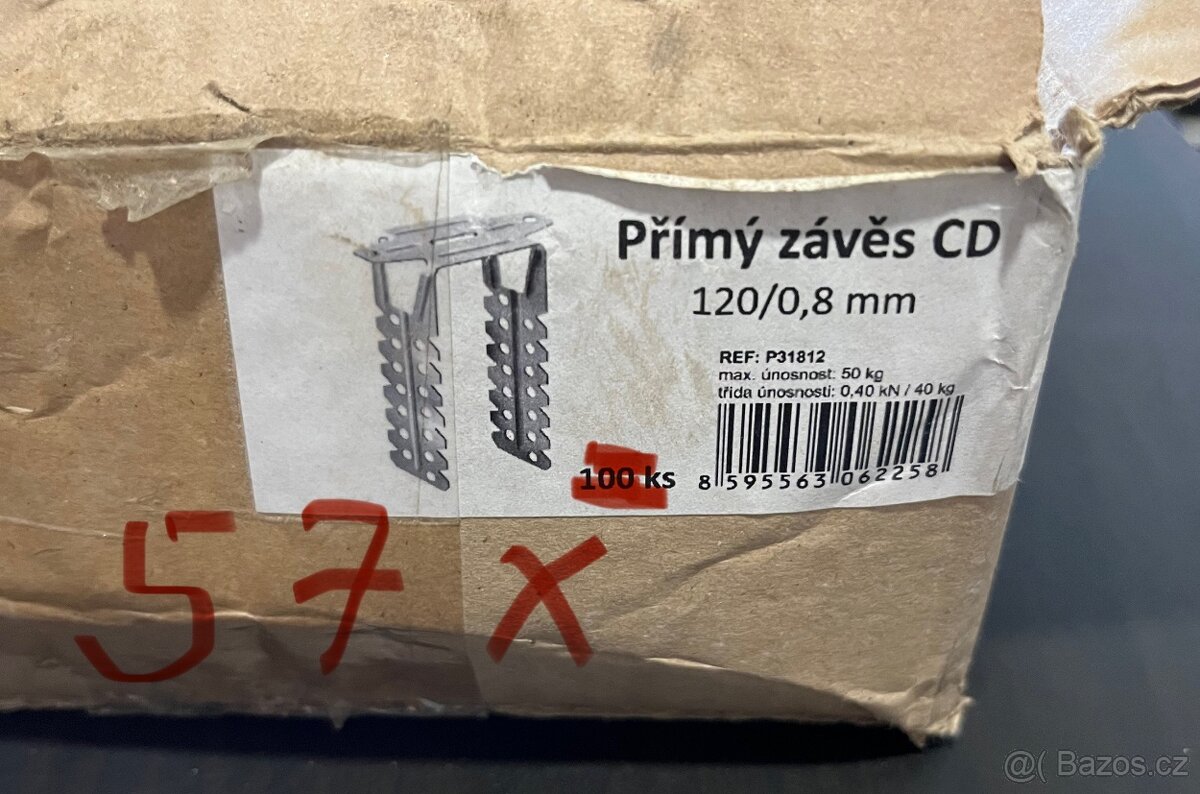 Přímý závěs CD
120/0,8 mm
REF: P31812
max. únosnost: 50 kg
třída únosnosti: 0,40 kN / 40 kg
100 ks
8 595563 062258
57 x
@( Bazos.cz